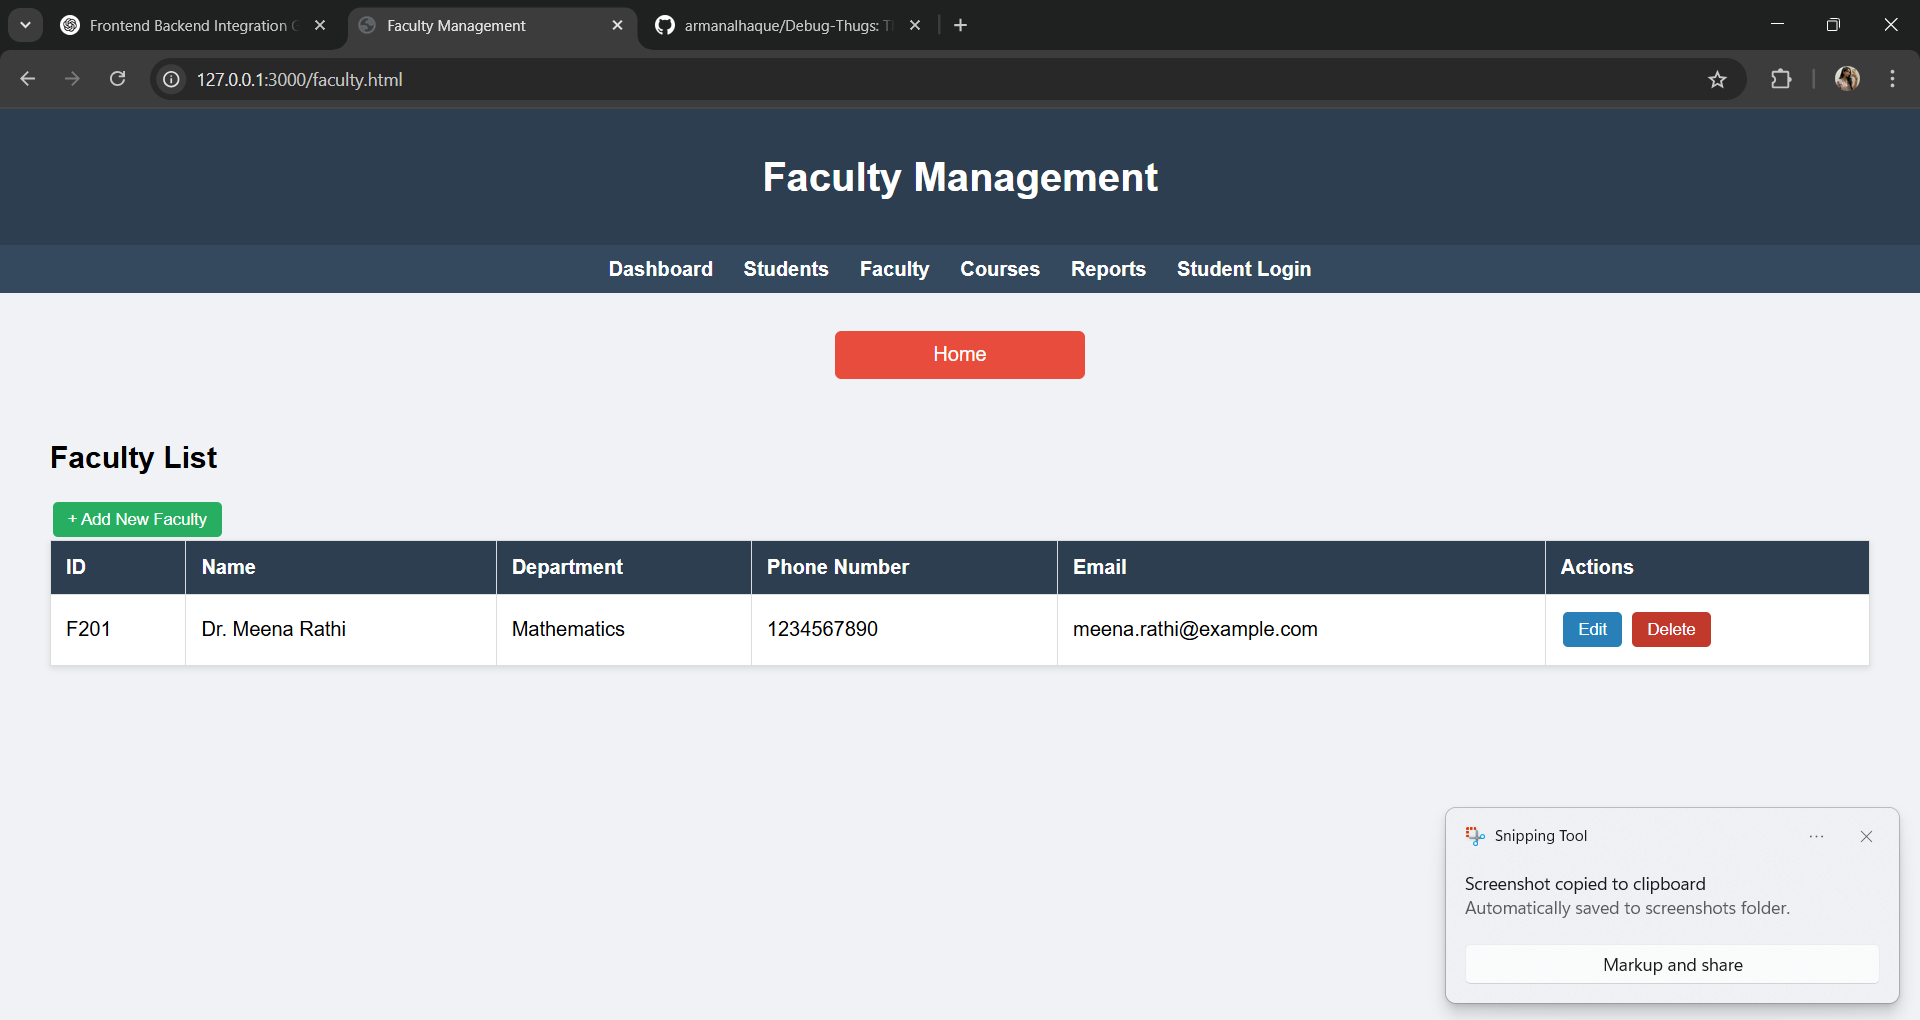 Frontend Backend Integration
Faculty Management
armanalhaque/Debug-Thugs:
127.0.0.1:3000/faculty.html
Faculty Management
Dashboard Students Faculty Courses Reports Student Login
Home
Faculty List
+ Add New Faculty
ID Name Department Phone Number Email Actions
F201 Dr. Meena Rathi Mathematics 1234567890 meena.rathi@example.com Edit Delete
Snipping Tool
Screenshot copied to clipboard
Automatically saved to screenshots folder.
Markup and share